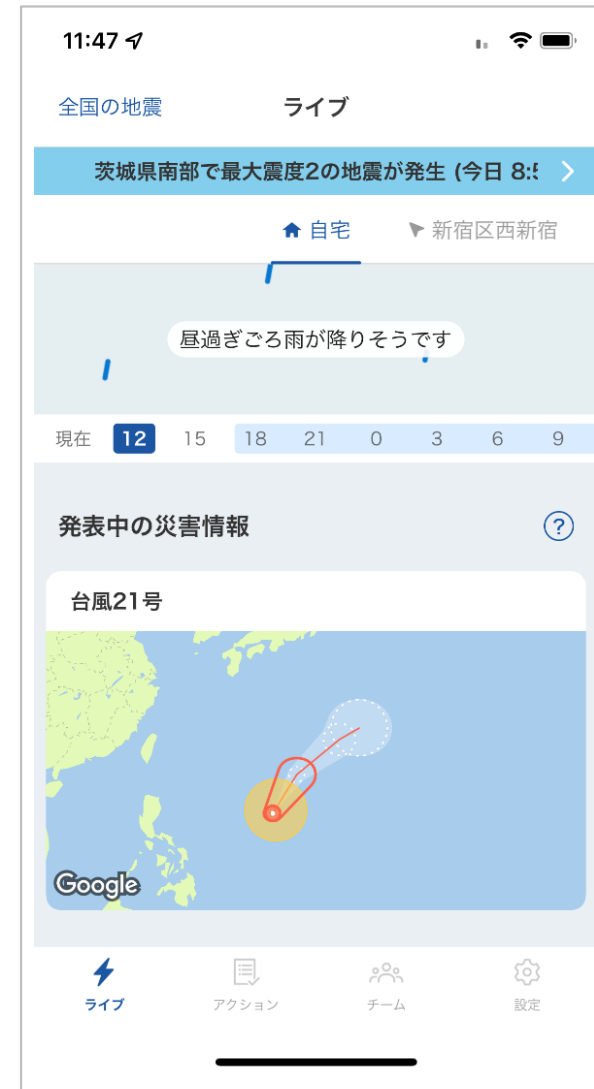 11:47
全国の地震 ライブ
茨城県南部で最大震度2の地震が発生 (今日 8:5
自宅 新宿区西新宿
昼過ぎごろ雨が降りそうです
現在 12 15 18 21 0 3 6 9
発表中の災害情報 ?
台風21号
Google
ライブ アクション チーム 設定